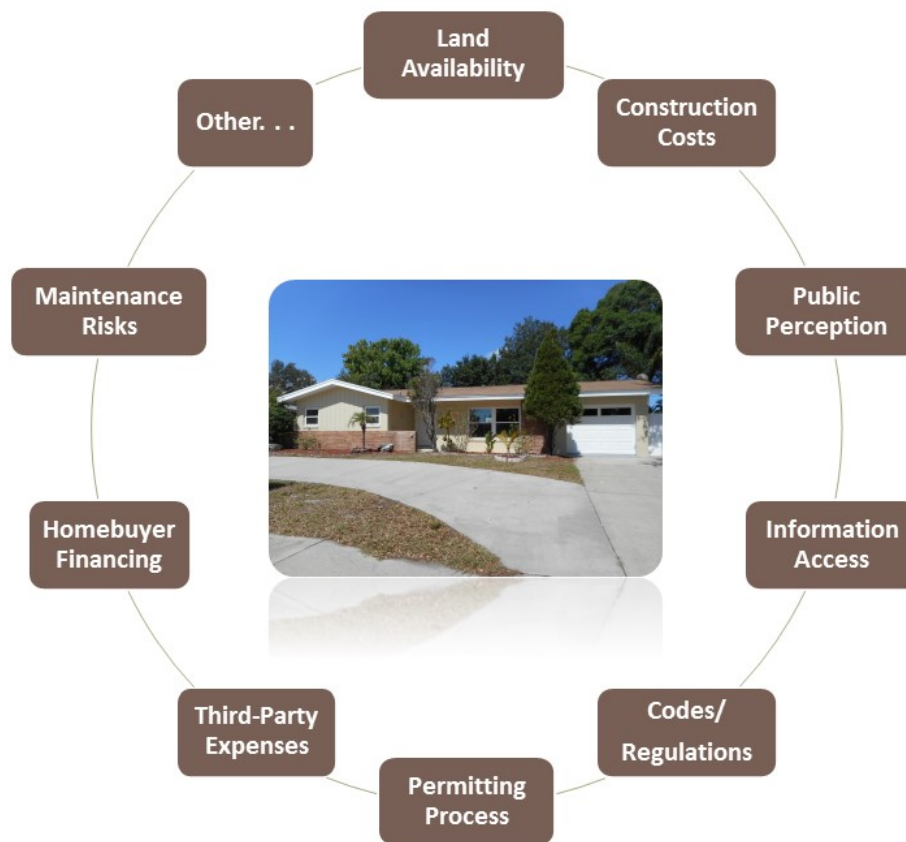 Land
Availability
Construction
Costs
Public
Perception
Information
Access
Codes/
Regulations
Permitting
Process
Third-Party
Expenses
Homebuyer
Financing
Maintenance
Risks
Other. . .